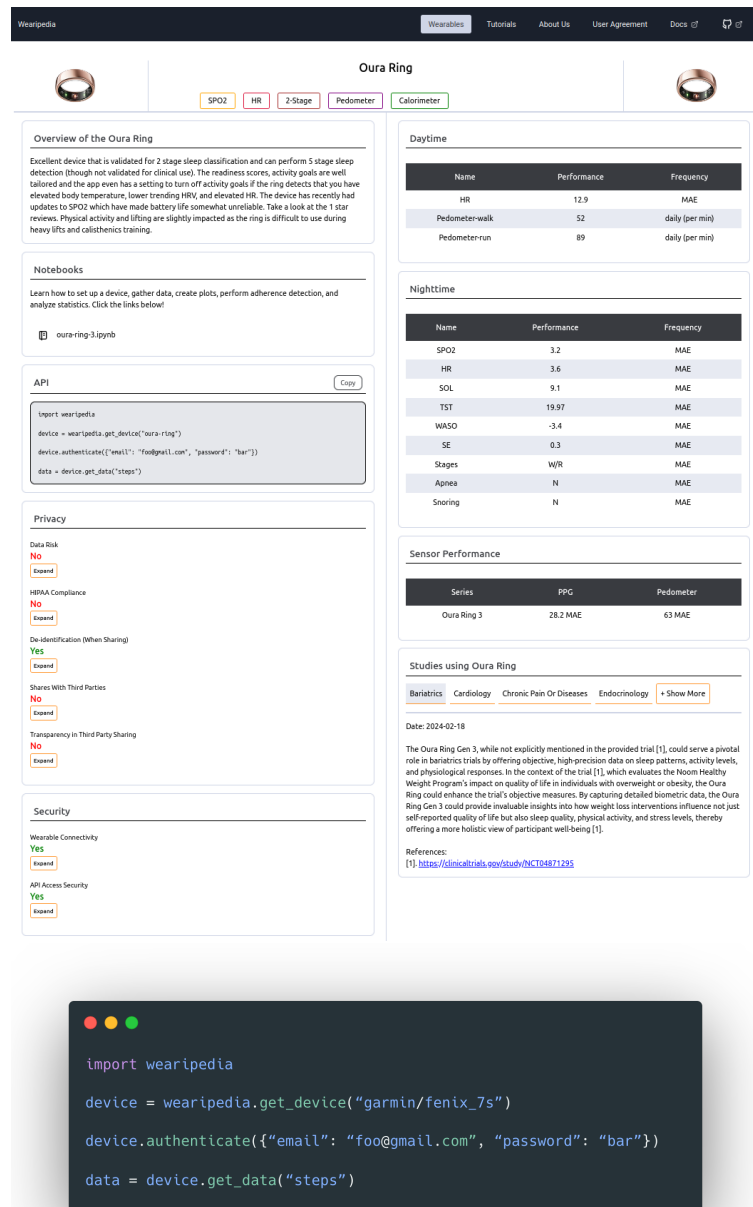 Wearipedia
Wearables Tutorials About Us User Agreement Docs
Oura Ring
SPO2 HR 2-Stage Pedometer Calorimeter
Overview of the Oura Ring
Excellent device that is validated for 2 stage sleep classification and can perform 5 stage sleep
detection (though not validated for clinical use). The readiness scores, activity goals are well
tailored and the app even has a setting to turn off activity goals if the ring detects that you have
elevated body temperature, lower trending HRV, and elevated HR. The device has recently had
updates to SPO2 which have made battery life somewhat unreliable. Take a look at the 1 star
reviews. Physical activity and lifting are slightly impacted as the ring is difficult to use during
heavy lifts and calisthenics training.
Notebooks
Learn how to set up a device, gather data, create plots, perform adherence detection, and
analyze statistics. Click the links below!
oura-ring-3.ipynb
API Copy
import wearipedia
device = wearipedia.get_device("oura-ring")
device.authenticate({"email": "foo@gmail.com", "password": "bar"})
data = device.get_data("steps")
Privacy
Data Risk
No
Expand
HIPAA Compliance
No
Expand
De-identification (When Sharing)
Yes
Expand
Shares With Third Parties
No
Expand
Transparency in Third Party Sharing
No
Expand
Security
Wearable Connectivity
Yes
Expand
API Access Security
Yes
Expand
Daytime
Name Performance Frequency
HR 12.9 MAE
Pedometer-walk 52 daily (per min)
Pedometer-run 89 daily (per min)
Nighttime
Name Performance Frequency
SPO2 3.2 MAE
HR 3.6 MAE
SOL 9.1 MAE
TST 19.97 MAE
WASO -3.4 MAE
SE 0.3 MAE
Stages W/R MAE
Apnea N MAE
Snoring N MAE
Sensor Performance
Series PPG Pedometer
Oura Ring 3 28.2 MAE 63 MAE
Studies using Oura Ring
Bariatrics Cardiology Chronic Pain Or Diseases Endocrinology + Show More
Date: 2024-02-18
The Oura Ring Gen 3, while not explicitly mentioned in the provided trial [1], could serve a pivotal
role in bariatrics trials by offering objective, high-precision data on sleep patterns, activity levels,
and physiological responses. In the context of the trial [1], which evaluates the Noom Healthy
Weight Program's impact on quality of life in individuals with overweight or obesity, the Oura
Ring could enhance the trial's objective measures. By capturing detailed biometric data, the Oura
Ring Gen 3 could provide invaluable insights into how weight loss interventions influence not just
self-reported quality of life but also sleep quality, physical activity, and stress levels, thereby
offering a more holistic view of participant well-being [1].
References:
[1]. https://clinicaltrials.gov/study/NCT04871295
import wearipedia
device = wearipedia.get_device(“garmin/fenix_7s”)
device.authenticate({“email”: “foo@gmail.com”, “password”: “bar”})
data = device.get_data(“steps”)